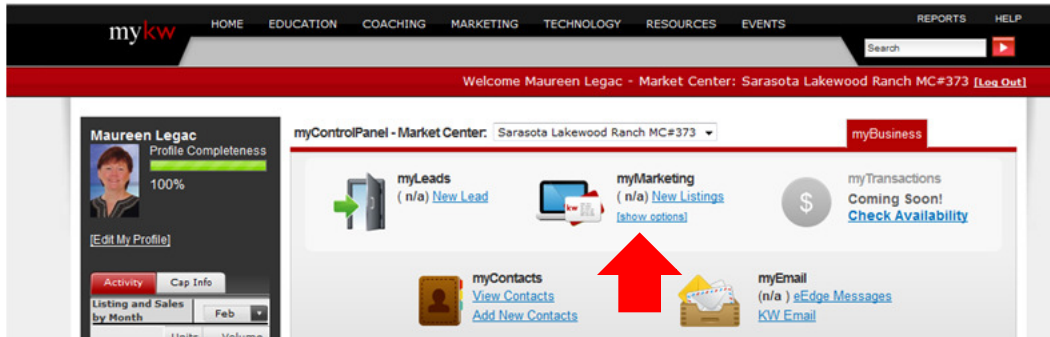 mykw
HOME EDUCATION COACHING MARKETING TECHNOLOGY RESOURCES EVENTS
REPORTS HELP
Search
Welcome Maureen Legac - Market Center: Sarasota Lakewood Ranch MC#373 [Log Out]
Maureen Legac
Profile Completeness
100%
[Edit My Profile]
Activity Cap Info
Listing and Sales
by Month
Feb
Units Volume
myControlPanel - Market Center: Sarasota Lakewood Ranch MC#373
myBusiness
myLeads
( n/a) New Lead
kw
myMarketing
( n/a) New Listings
[show options]
$
myTransactions
Coming Soon!
Check Availability
myContacts
View Contacts
Add New Contacts
myEmail
(n/a ) eEdge Messages
KW Email